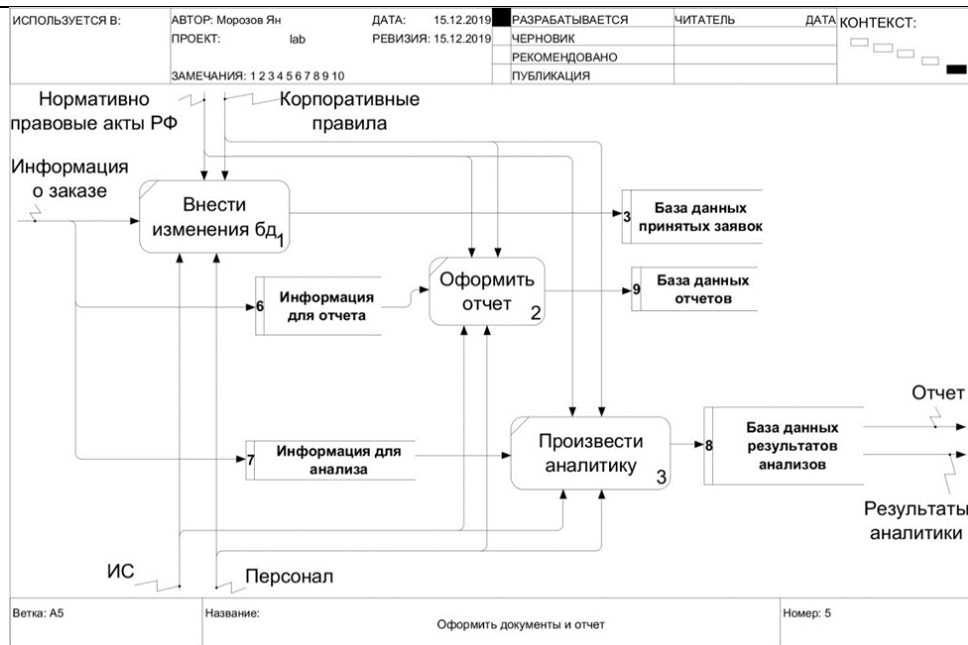 ИСПОЛЬЗУЕТСЯ В:
АВТОР: Морозов Ян
ДАТА: 15.12.2019
РАЗРАБАТЫВАЕТСЯ
ЧИТАТЕЛЬ
ДАТА
КОНТЕКСТ:
ПРОЕКТ: lab
РЕВИЗИЯ: 15.12.2019
ЧЕРНОВИК
РЕКОМЕНДОВАНО
ЗАМЕЧАНИЯ: 1 2 3 4 5 6 7 8 9 10
ПУБЛИКАЦИЯ
Нормативно
правовые акты РФ
Корпоративные
правила
Информация
о заказе
Внести
изменения бд
1
3
База данных
принятых заявок
Оформить
отчет
2
9
База данных
отчетов
6
Информация
для отчета
Отчет
Произвести
аналитику
3
8
База данных
результатов
анализов
7
Информация для
анализа
Результаты
аналитики
ИС
Персонал
Ветка: A5
Название:
Оформить документы и отчет
Номер: 5